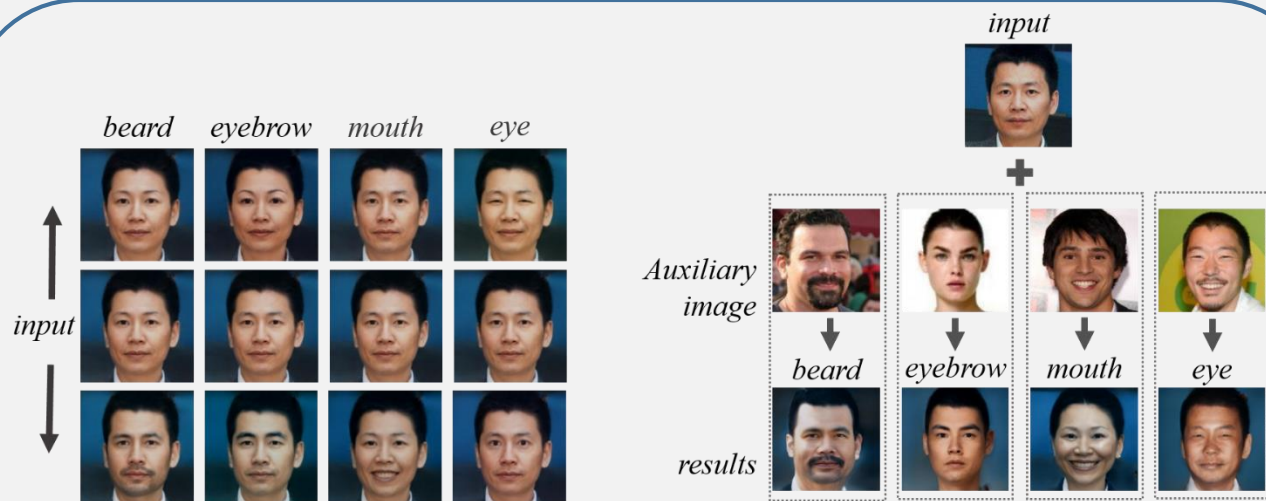 input
beard eyebrow mouth eye
input
Auxiliary
image
beard eyebrow mouth eye
results